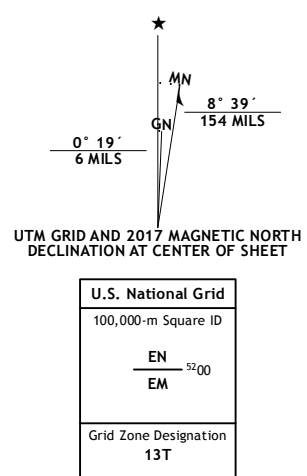 ★
MN
8° 39´
154 MILS
GN
0° 19´
6 MILS
UTM GRID AND 2017 MAGNETIC NORTH
DECLINATION AT CENTER OF SHEET
U.S. National Grid
100,000-m Square ID
EN
5200
EM
Grid Zone Designation
13T